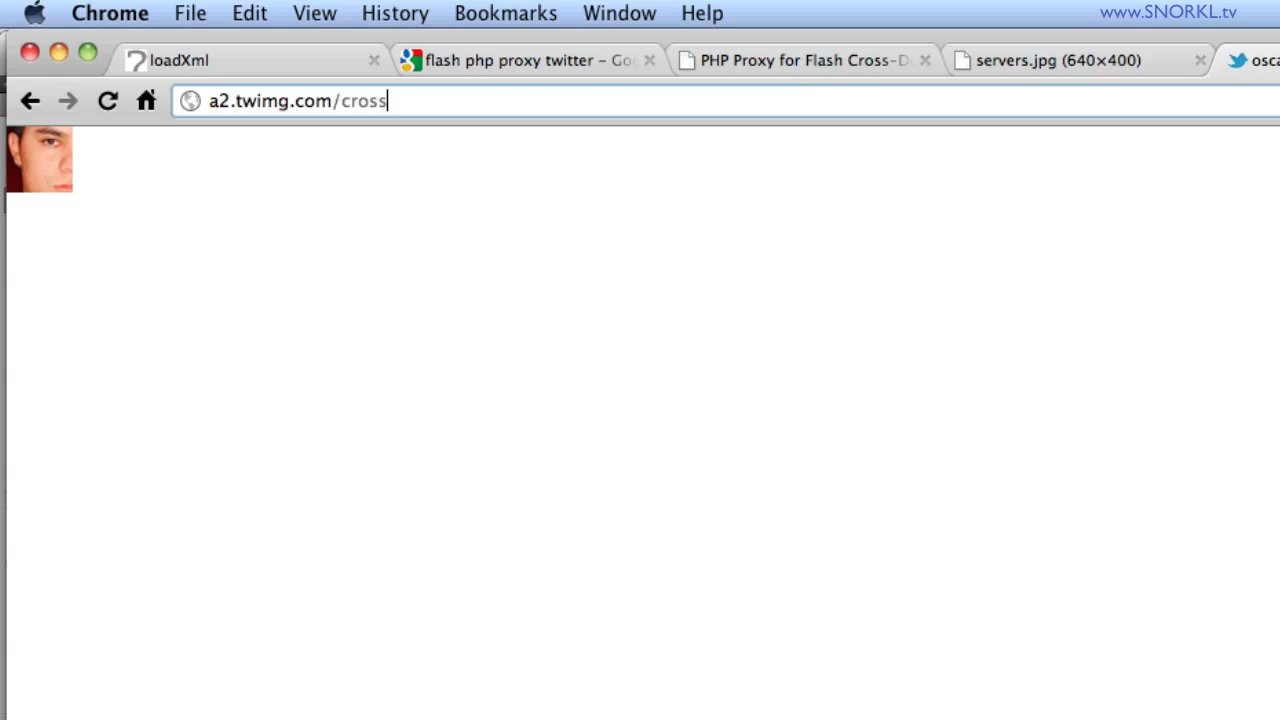 Chrome File Edit View History Bookmarks Window Help www.SNORKL.tv
loadXml flash php proxy twitter – Goo PHP Proxy for Flash Cross-D servers.jpg (640×400) osca
a2.twimg.com/cross